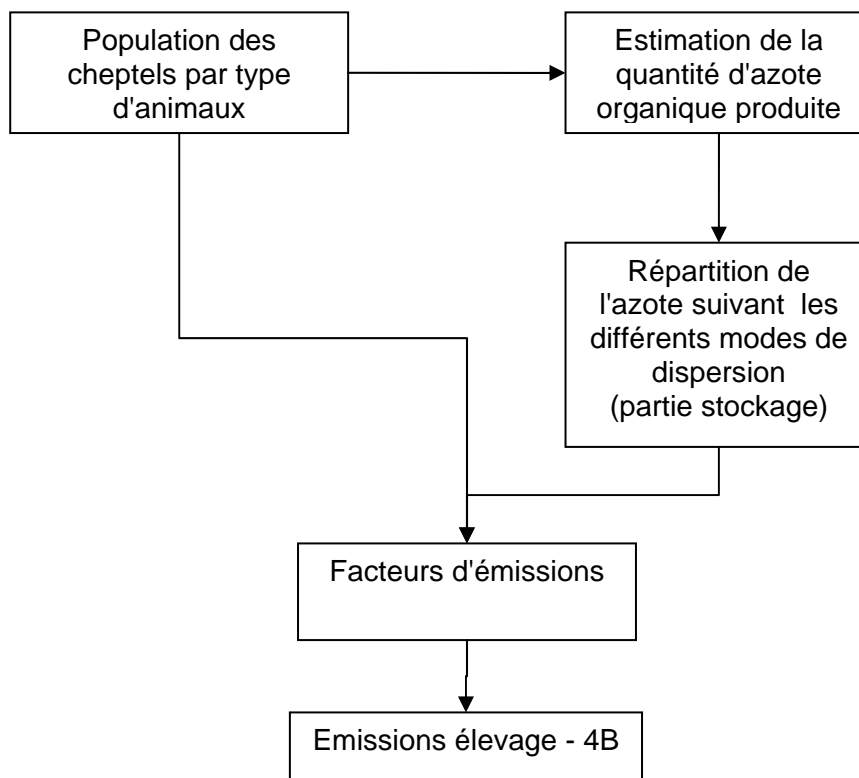 Population des
cheptels par type
d'animaux
Estimation de la
quantité d'azote
organique produite
Répartition de
l'azote suivant  les
différents modes de
dispersion
(partie stockage)
Facteurs d'émissions
Emissions élevage - 4B